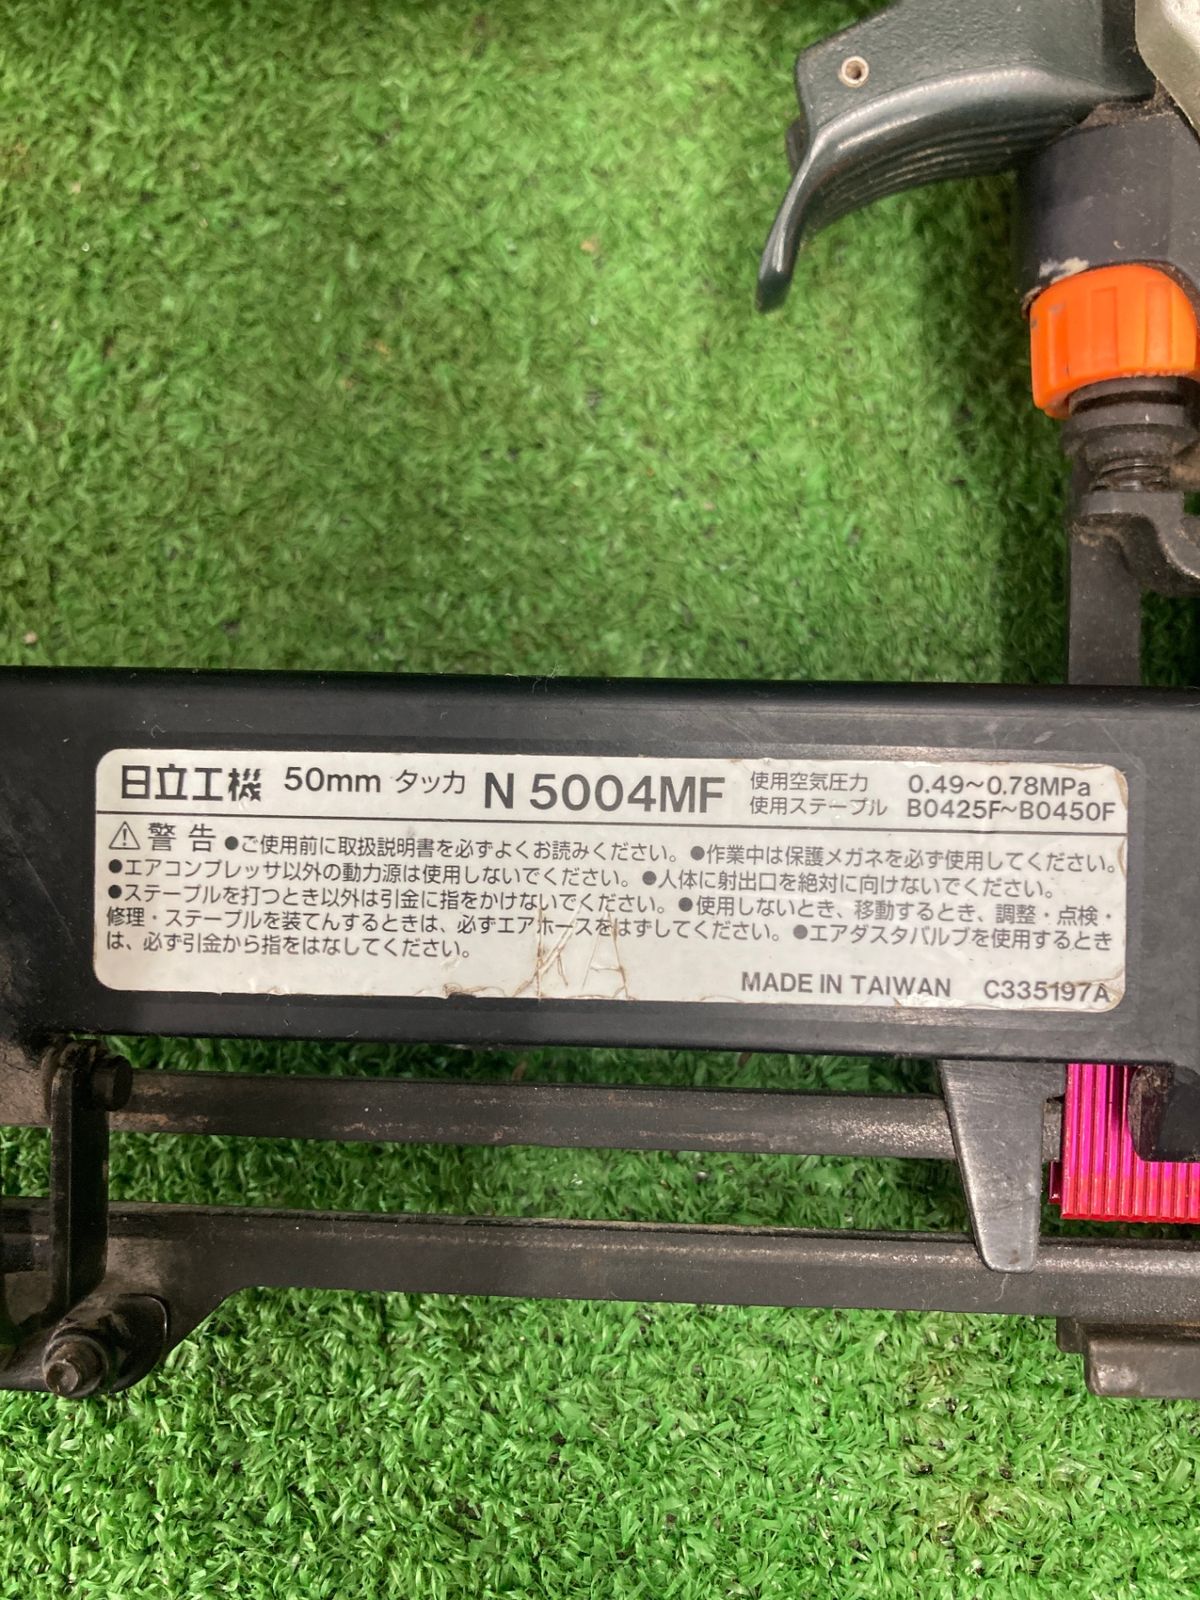 日立工機 50mm タッカ N 5004MF 使用空気圧力 0.49～0.78MPa
使用ステープル B0425F～B0450F
⚠警告 ●ご使用前に取扱説明書を必ずよくお読みください。●作業中は保護メガネを必ず使用してください。
●エアコンプレッサ以外の動力源は使用しないでください。●人体に射出口を絶対に向けないでください。
●ステープルを打つとき以外は引金に指をかけないでください。●使用しないとき、移動するとき、調整・点検・
修理・ステープルを装てんするときは、必ずエアホースをはずしてください。●エアダスタバルブを使用するとき
は、必ず引金から指をはなしてください。
MADE IN TAIWAN C335197A